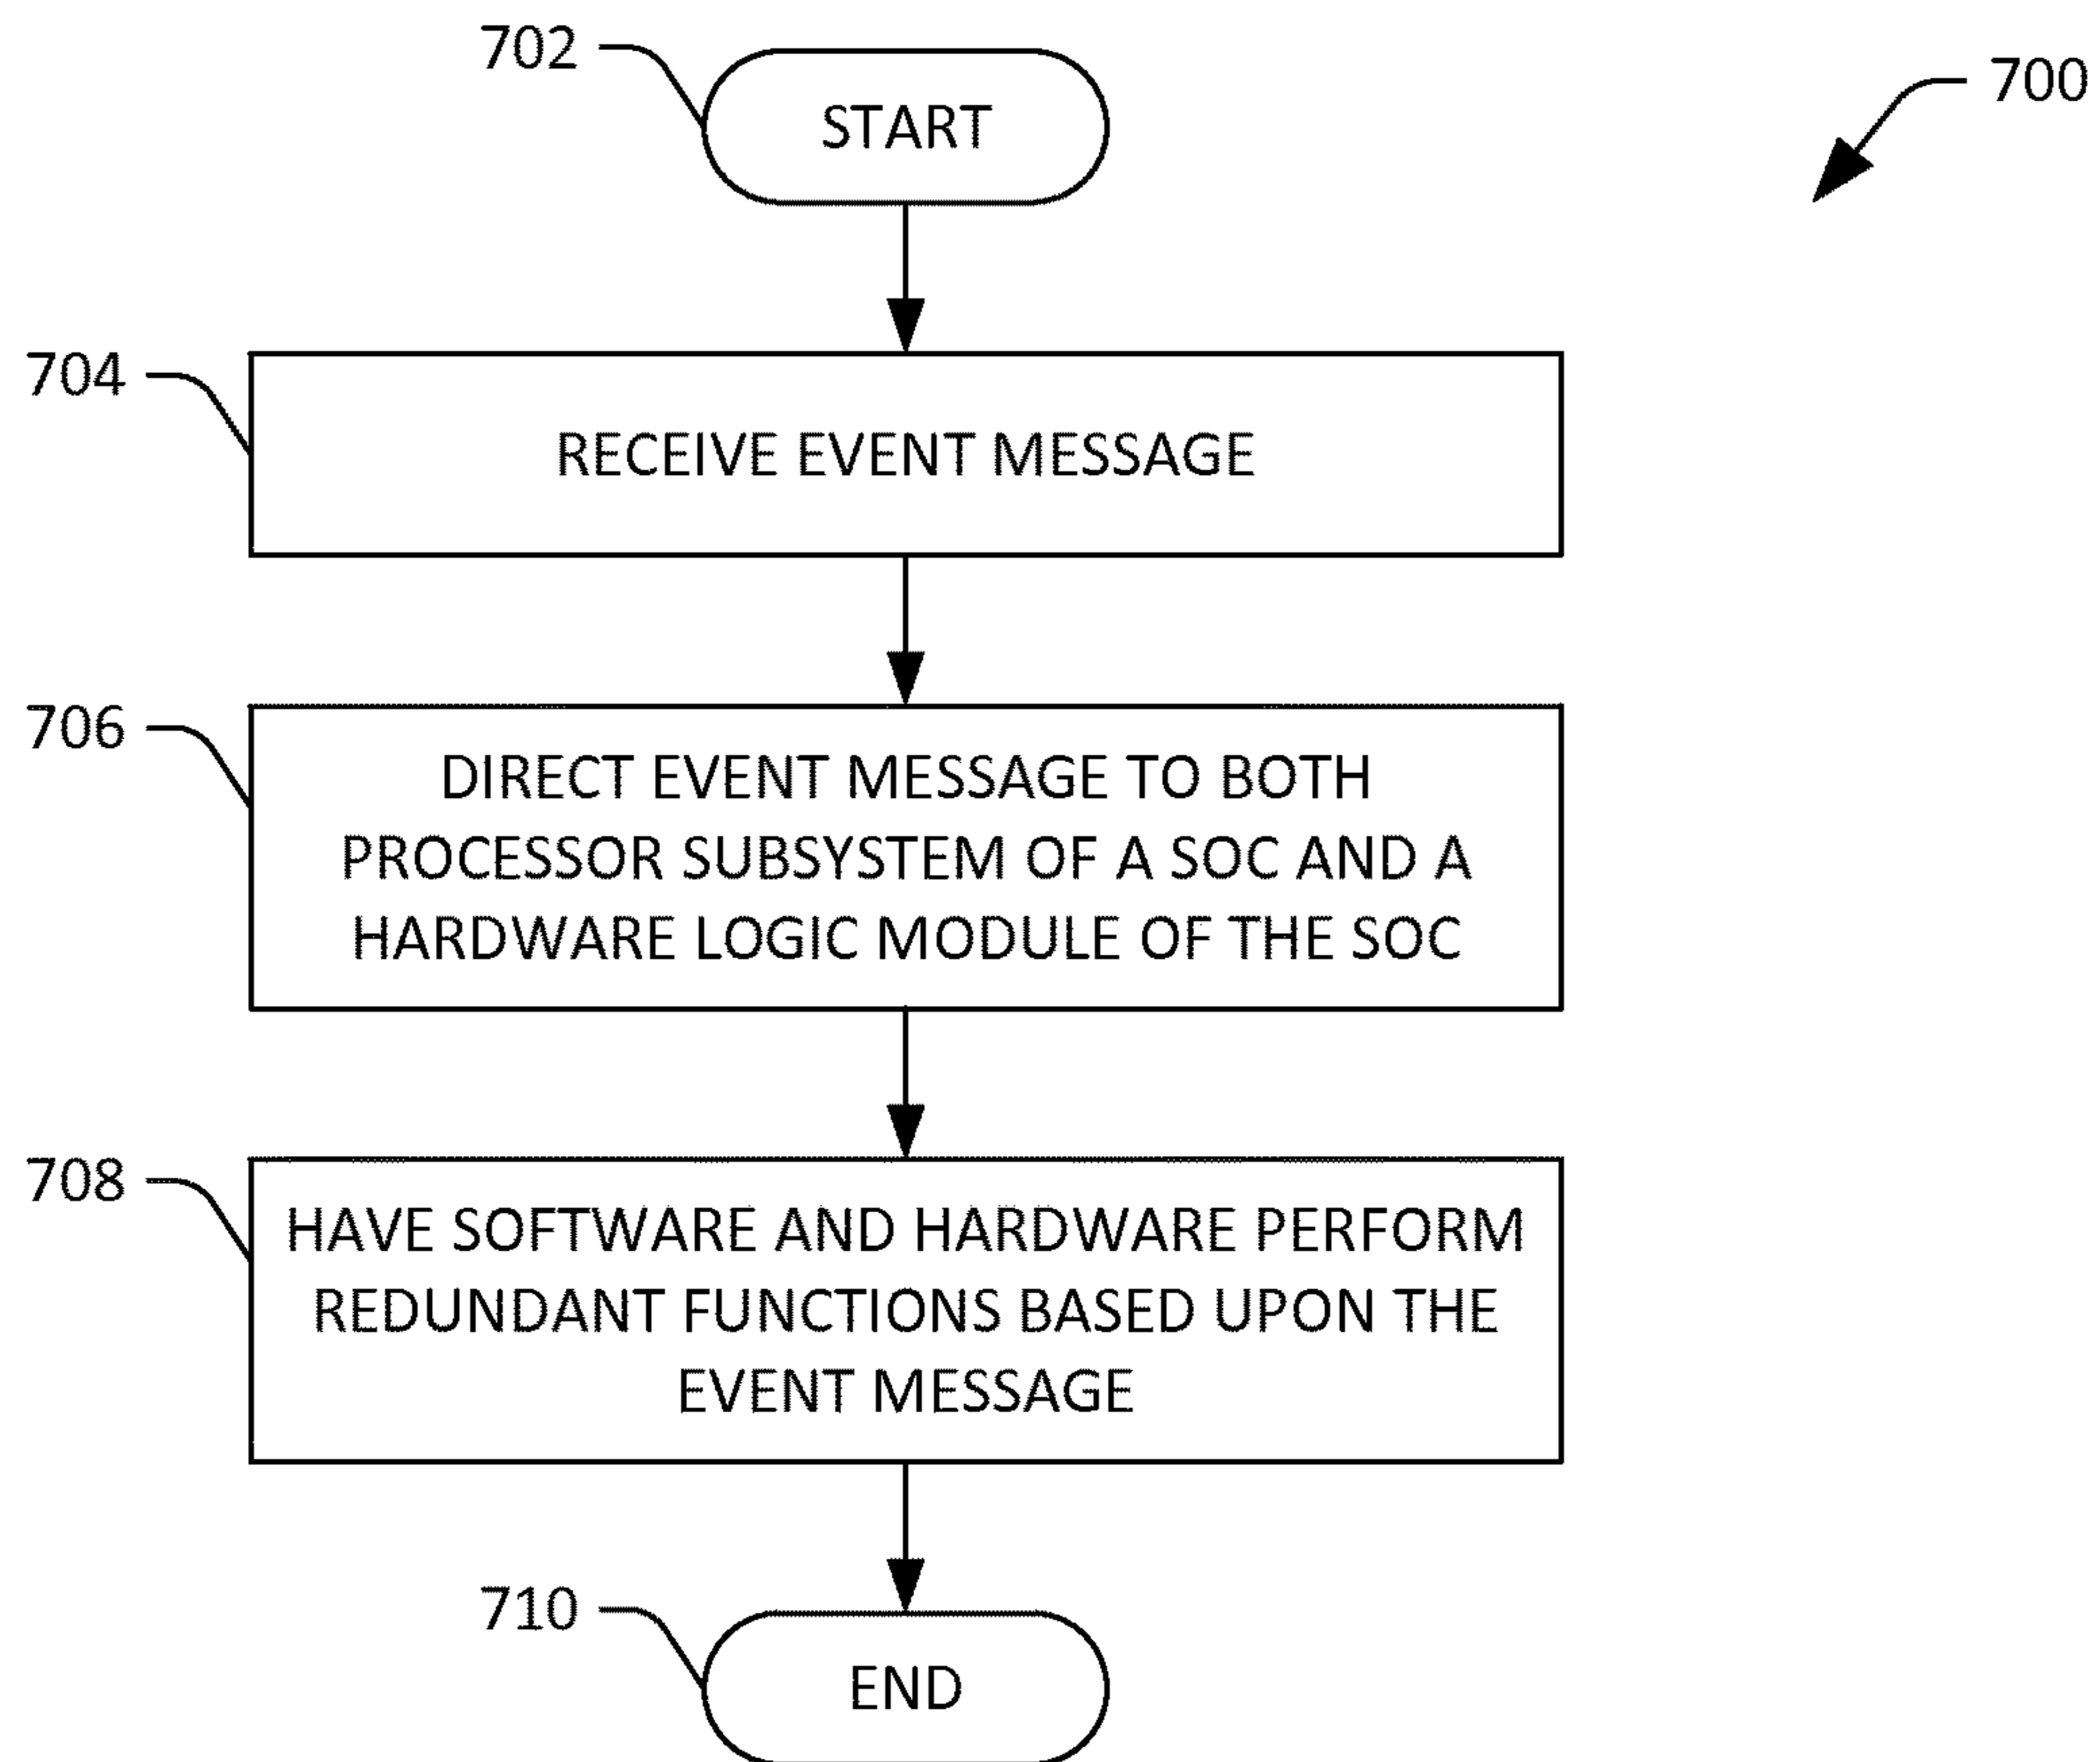 702
START
700
704
RECEIVE EVENT MESSAGE
706
DIRECT EVENT MESSAGE TO BOTH
PROCESSOR SUBSYSTEM OF A SOC AND A
HARDWARE LOGIC MODULE OF THE SOC
708
HAVE SOFTWARE AND HARDWARE PERFORM
REDUNDANT FUNCTIONS BASED UPON THE
EVENT MESSAGE
710
END